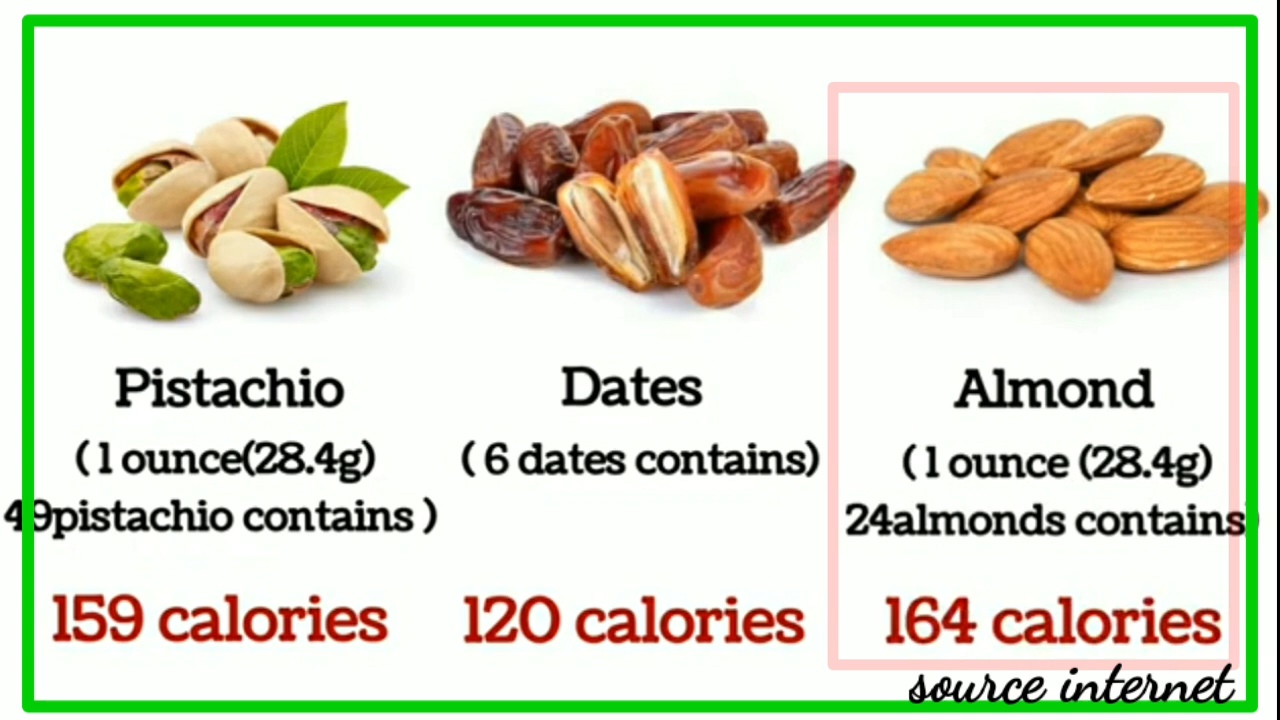 Pistachio
( 1 ounce(28.4g)
49pistachio contains )
159 calories
Dates
( 6 dates contains)
120 calories
Almond
( 1 ounce (28.4g)
24almonds contains)
164 calories
source internet